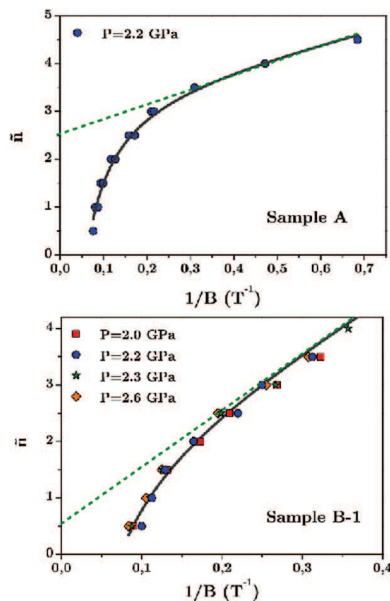 5
P=2.2 GPa
4
3
ñ
2
1
Sample A
0
0,0 0,1 0,2 0,3 0,4 0,5 0,6 0,7 0,8
1/B (T⁻¹)
4
P=2.0 GPa
P=2.2 GPa
P=2.3 GPa
3
P=2.6 GPa
ñ
2
1
Sample B-1
0
0,0 0,1 0,2 0,3 0,4
1/B (T⁻¹)